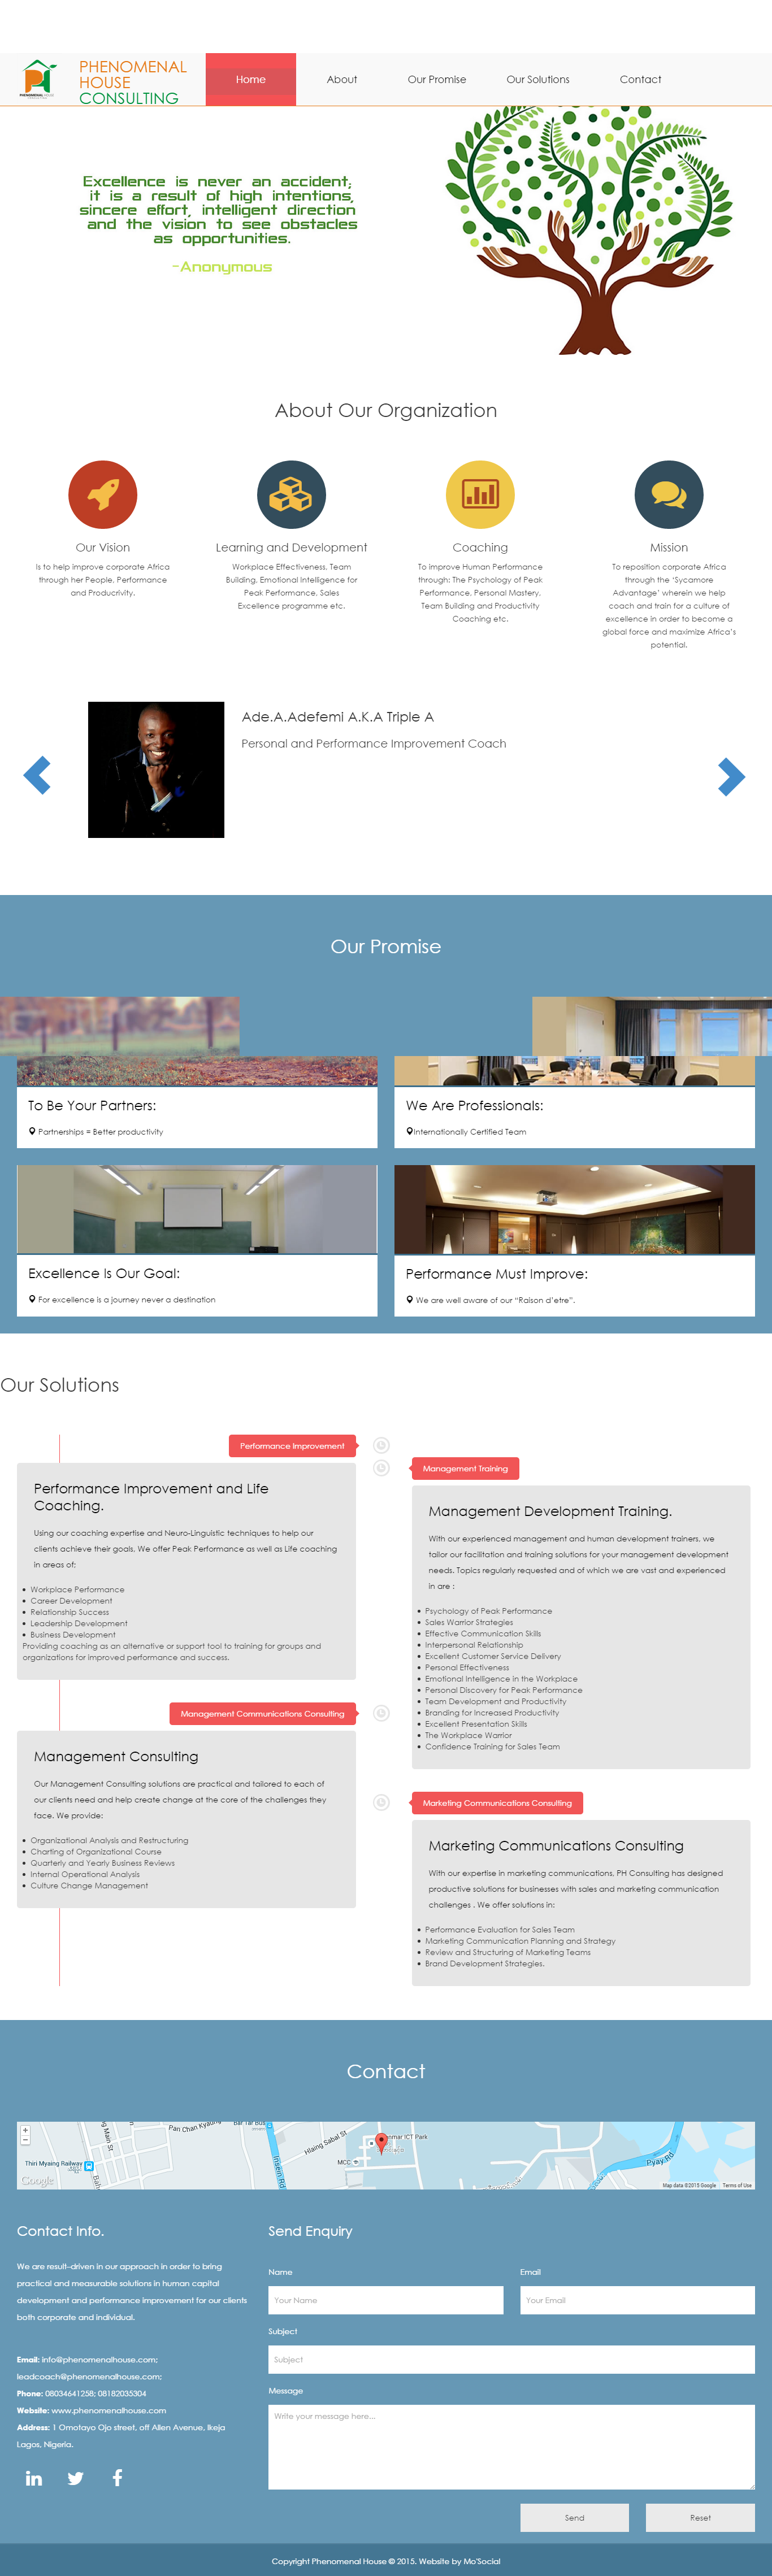 PHENOMENAL
HOUSE
CONSULTING
Home
About
Our Promise
Our Solutions
Contact
Excellence is never an accident;
it is a result of high intentions,
sincere effort, intelligent direction
and the vision to see obstacles
as opportunities.
-Anonymous
About Our Organization
Our Vision
Is to help improve corporate Africa
through her People, Performance
and Producrivity.
Learning and Development
Workplace Effectiveness, Team
Building, Emotional Intelligence for
Peak Performance, Sales
Excellence programme etc.
Coaching
To improve Human Performance
through: The Psychology of Peak
Performance, Personal Mastery,
Team Building and Productivity
Coaching etc.
Mission
To reposition corporate Africa
through the ‘Sycamore
Advantage’ wherein we help
coach and train for a culture of
excellence in order to become a
global force and maximize Africa’s
potential.
Ade.A.Adefemi A.K.A Triple A
Personal and Performance Improvement Coach
Our Promise
To Be Your Partners:
Partnerships = Better productivity
We Are Professionals:
Internationally Certified Team
Excellence Is Our Goal:
For excellence is a journey never a destination
Performance Must Improve:
We are well aware of our “Raison d’etre”.
Our Solutions
Performance Improvement
Performance Improvement and Life
Coaching.
Using our coaching expertise and Neuro-Linguistic techniques to help our
clients achieve their goals. We offer Peak Performance as well as Life coaching
in areas of:
Workplace Performance
Career Development
Relationship Success
Leadership Development
Business Development
Providing coaching as an alternative or support tool to training for groups and
organizations for improved performance and success.
Management Training
Management Development Training.
With our experienced management and human development trainers, we
tailor our facilitation and training solutions for your management development
needs. Topics regularly requested and of which we are vast and experienced
in are :
Psychology of Peak Performance
Sales Warrior Strategies
Effective Communication Skills
Interpersonal Relationship
Excellent Customer Service Delivery
Personal Effectiveness
Emotional Intelligence in the Workplace
Personal Discovery for Peak Performance
Team Development and Productivity
Branding for Increased Productivity
Excellent Presentation Skills
The Workplace Warrior
Confidence Training for Sales Team
Management Communications Consulting
Management Consulting
Our Management Consulting solutions are practical and tailored to each of
our clients need and help create change at the core of the challenges they
face. We provide:
Organizational Analysis and Restructuring
Charting of Organizational Course
Quarterly and Yearly Business Reviews
Internal Operational Analysis
Culture Change Management
Marketing Communications Consulting
Marketing Communications Consulting
With our expertise in marketing communications, PH Consulting has designed
productive solutions for businesses with sales and marketing communication
challenges . We offer solutions in:
Performance Evaluation for Sales Team
Marketing Communication Planning and Strategy
Review and Structuring of Marketing Teams
Brand Development Strategies.
Contact
Pan Chan Kyaung
Bar Tar Bus
Hlaing Sabai St
nmar ICT Park
Insein Rd
MCC
Pyay Rd
Thiri Myaing Railway
Google
Map data ©2015 Google
Terms of Use
Contact Info.
We are result–driven in our approach in order to bring
practical and measurable solutions in human capital
development and performance improvement for our clients
both corporate and individual.
Email: info@phenomenalhouse.com;
leadcoach@phenomenalhouse.com;
Phone: 08034641258; 08182035304
Website: www.phenomenalhouse.com
Address: 1 Omotayo Ojo street, off Allen Avenue, Ikeja
Lagos, Nigeria.
Send Enquiry
Name
Email
Your Name
Your Email
Subject
Subject
Message
Write your message here...
Send
Reset
Copyright Phenomenal House © 2015. Website by Mo'Social